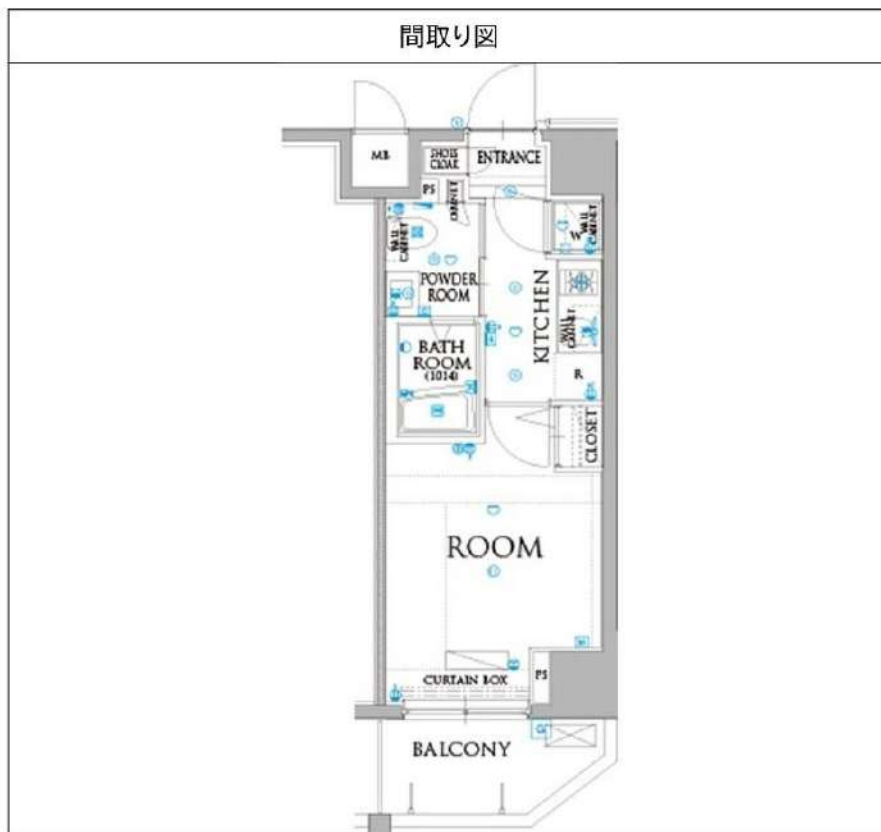 間取り図
MB
SHOES
CLOAK
ENTRANCE
PS
CABINET
WALL
CABINET
W
WALL
CABINET
POWDER
ROOM
KITCHEN
WALL
CABINET
BATH
ROOM
(1014)
R
CLOSET
ROOM
CURTAIN BOX
PS
BALCONY